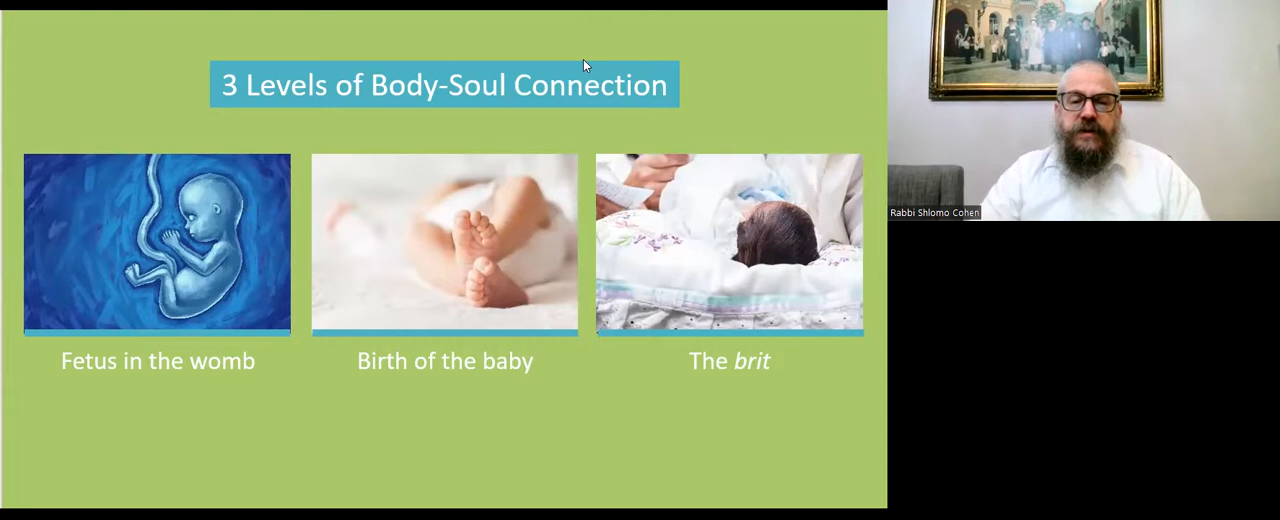 3 Levels of Body-Soul Connection
Fetus in the womb
Birth of the baby
The brit
Rabbi Shlomo Cohen